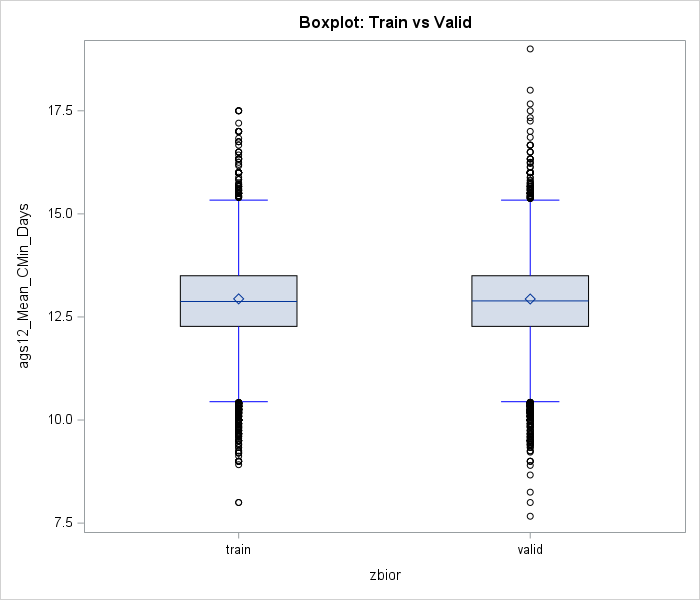 Boxplot: Train vs Valid
17.5
15.0
12.5
10.0
7.5
ags12_Mean_CMin_Days
train
valid
zbior